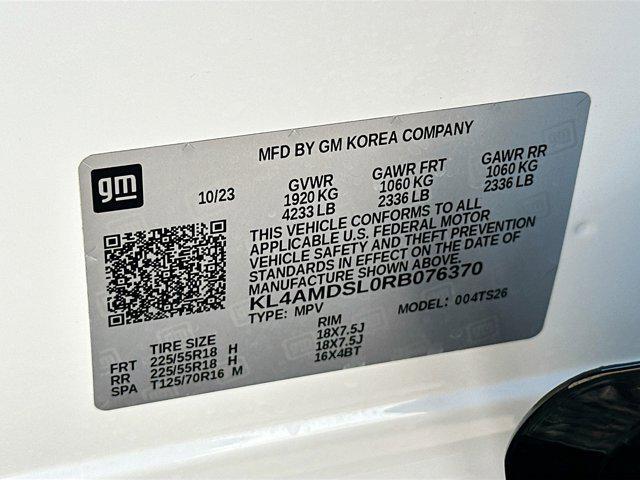 MFD BY GM KOREA COMPANY
gm
10/23
GVWR
1920 KG
4233 LB
GAWR FRT
1060 KG
2336 LB
GAWR RR
1060 KG
2336 LB
THIS VEHICLE CONFORMS TO ALL
APPLICABLE U.S. FEDERAL MOTOR
VEHICLE SAFETY AND THEFT PREVENTION
STANDARDS IN EFFECT ON THE DATE OF
MANUFACTURE SHOWN ABOVE.
KL4AMDSL0RB076370
TYPE: MPV MODEL: 004TS26
TIRE SIZE RIM
FRT 225/55R18 H 18X7.5J
RR 225/55R18 H 18X7.5J
SPA T125/70R16 M 16X4BT